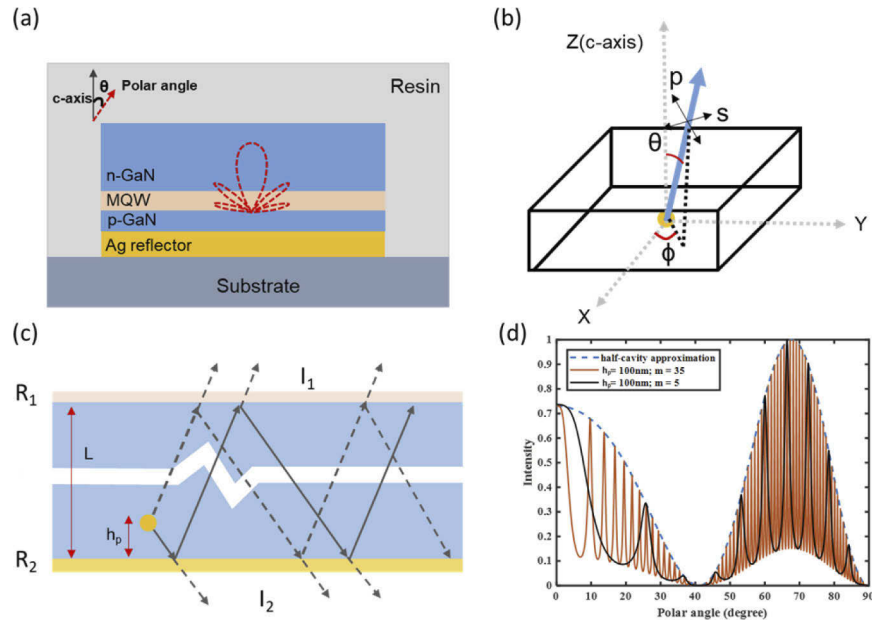 (a)
θ
c-axis
Polar angle
Resin
n-GaN
MQW
p-GaN
Ag reflector
Substrate
(b)
Z(c-axis)
p
s
θ
Y
ϕ
X
(c)
R1
I1
L
hp
R2
I2
(d)
half-cavity approximation
hp= 100nm; m = 35
hp= 100nm; m = 5
Intensity
1
0.9
0.8
0.7
0.6
0.5
0.4
0.3
0.2
0.1
0
0 10 20 30 40 50 60 70 80 90
Polar angle (degree)